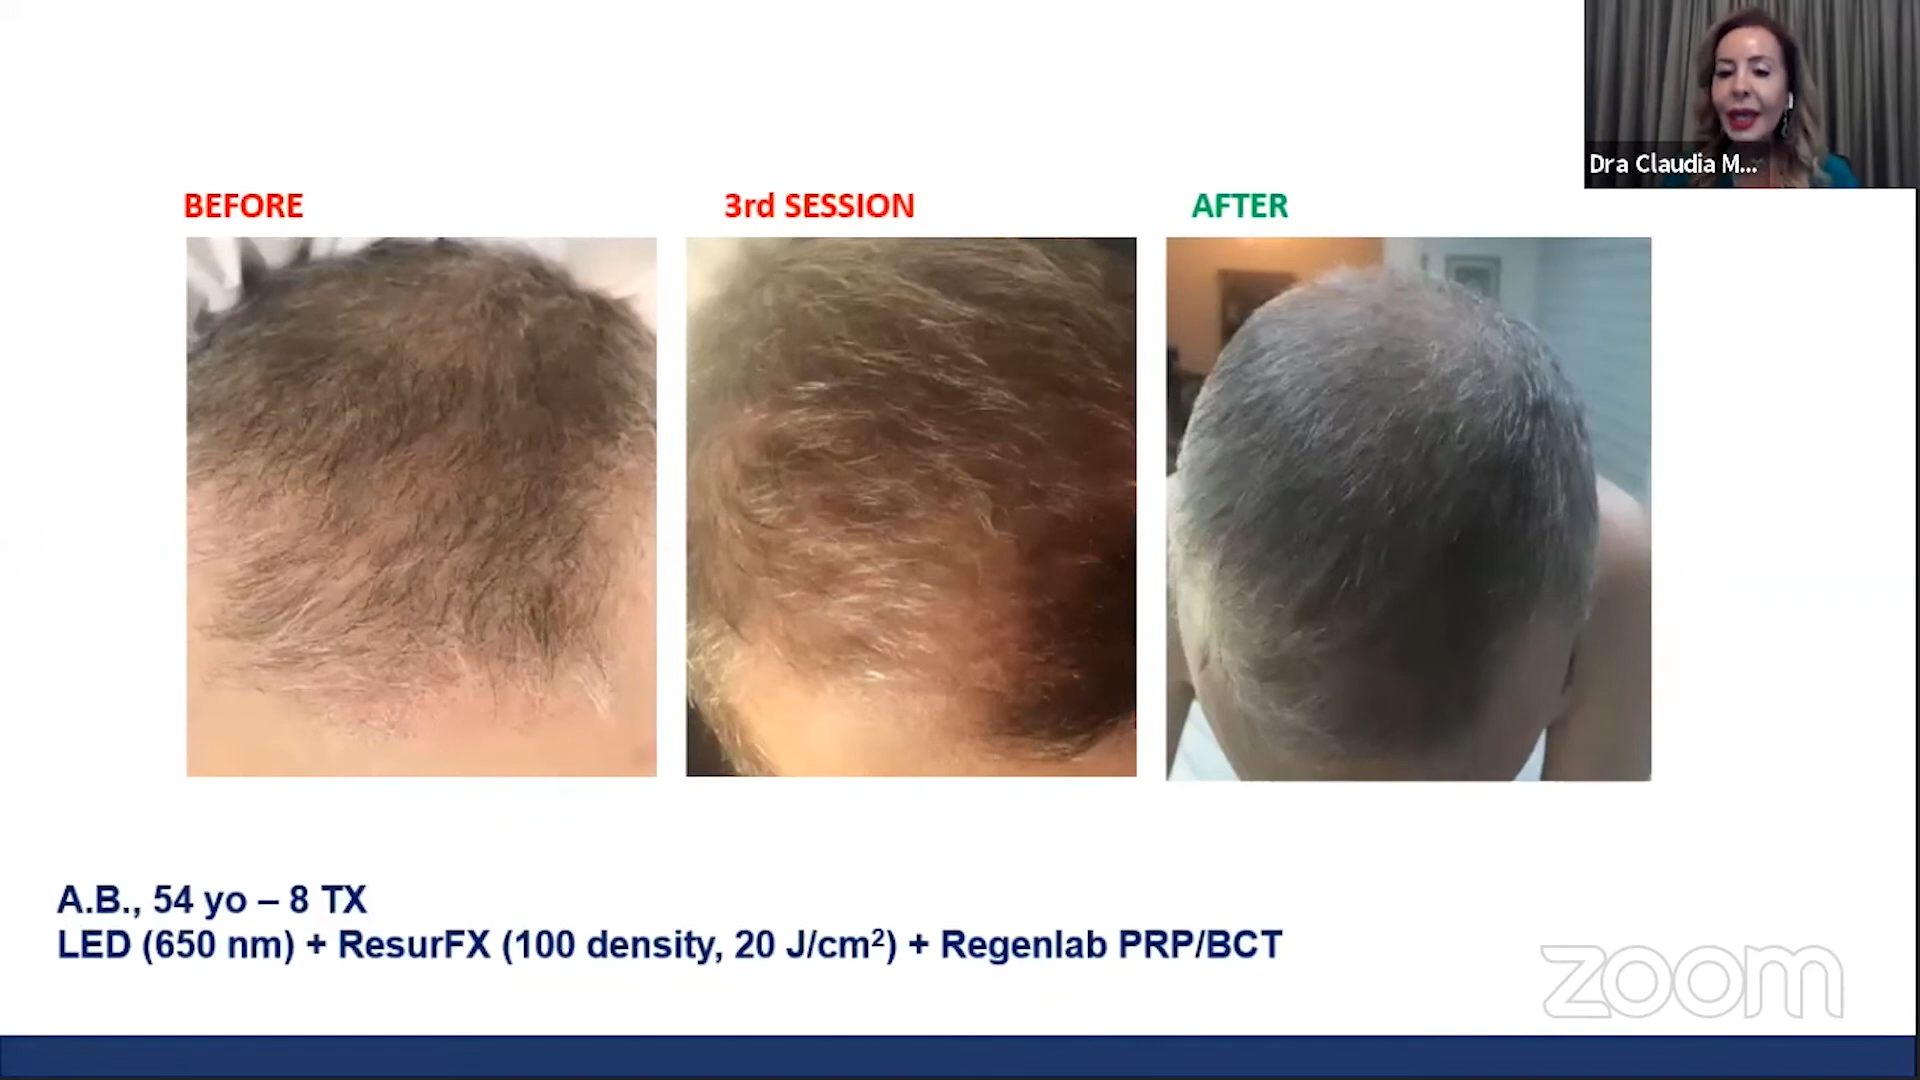 Dra Claudia M...
BEFORE
3rd SESSION
AFTER
A.B., 54 yo – 8 TX
LED (650 nm) + ResurFX (100 density, 20 J/cm²) + Regenlab PRP/BCT
zoom